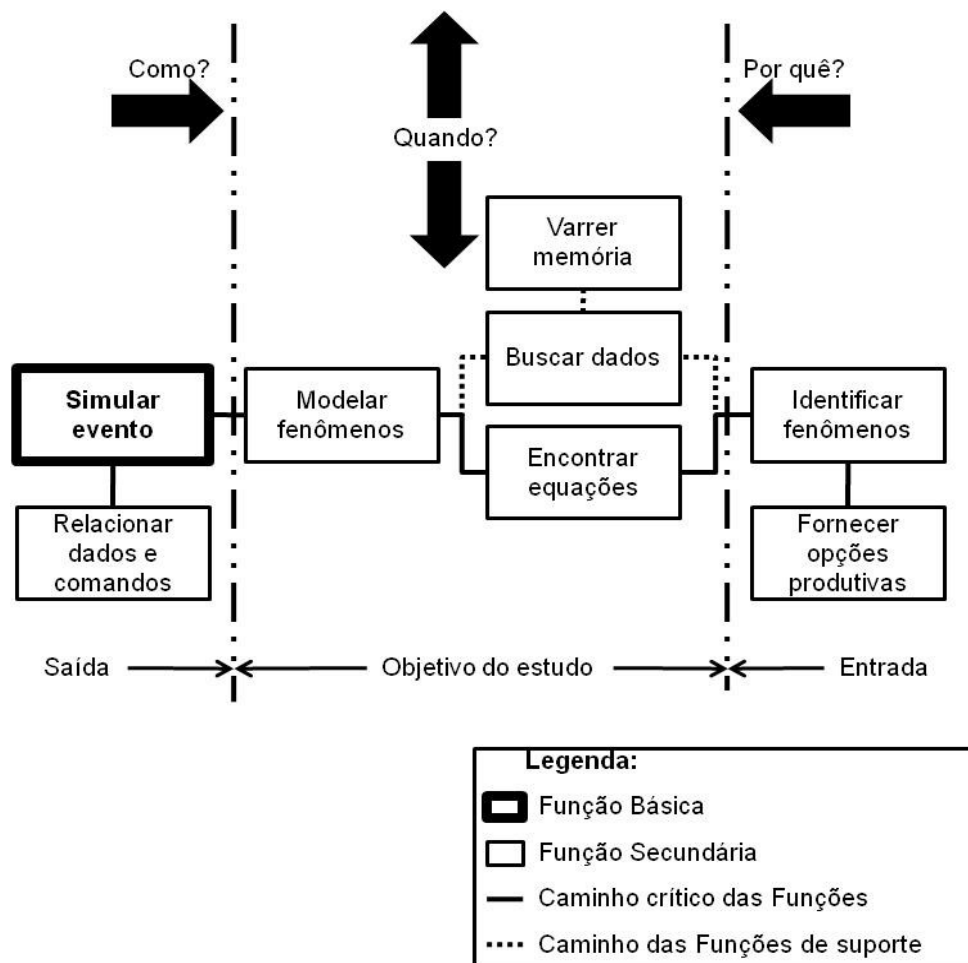 Como?
Quando?
Por quê?
Varrer
memória
Buscar dados
Simular
evento
Modelar
fenômenos
Encontrar
equações
Identificar
fenômenos
Relacionar
dados e
comandos
Fornecer
opções
produtivas
Saída
Objetivo do estudo
Entrada
Legenda:
Função Básica
Função Secundária
Caminho crítico das Funções
Caminho das Funções de suporte